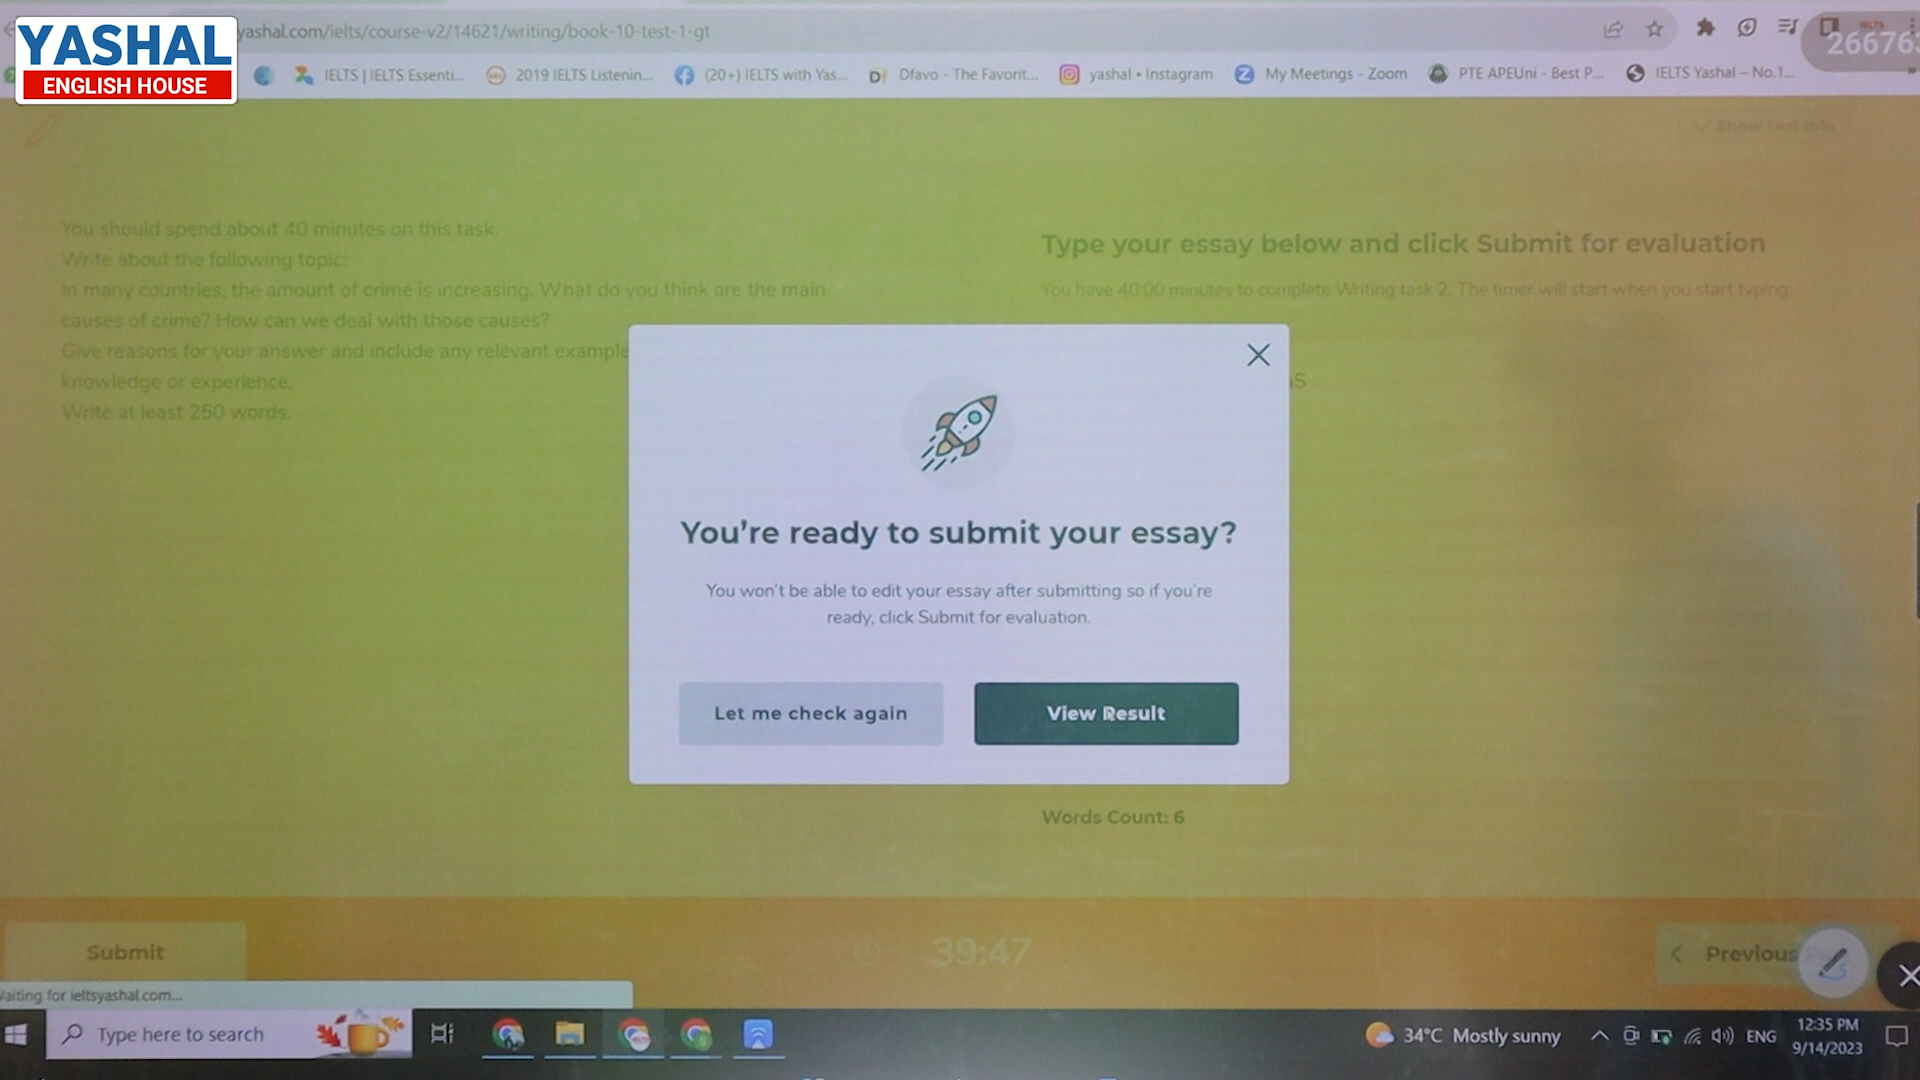 YASHAL
ENGLISH HOUSE
yashal.com/ielts/course-v2/14621/writing/book-10-test-1-gt
26676
IELTS | IELTS Essenti...
2019 IELTS Listenin...
(20+) IELTS with Yas...
Dfavo - The Favorit...
yashal • Instagram
My Meetings - Zoom
PTE APEUni - Best P...
IELTS Yashal – No.1...
Show Test Info
You should spend about 40 minutes on this task.
Write about the following topic:
In many countries, the amount of crime is increasing. What do you think are the main
causes of crime? How can we deal with those causes?
Give reasons for your answer and include any relevant example
knowledge or experience.
Write at least 250 words.
Type your essay below and click Submit for evaluation
You have 40:00 minutes to complete Writing task 2. The timer will start when you start typing.
You're ready to submit your essay?
You won't be able to edit your essay after submitting so if you're
ready, click Submit for evaluation.
Let me check again
View Result
Words Count: 6
Submit
39:47
Previous
Waiting for ieltsyashal.com...
Type here to search
34°C Mostly sunny
ENG
12:35 PM
9/14/2023